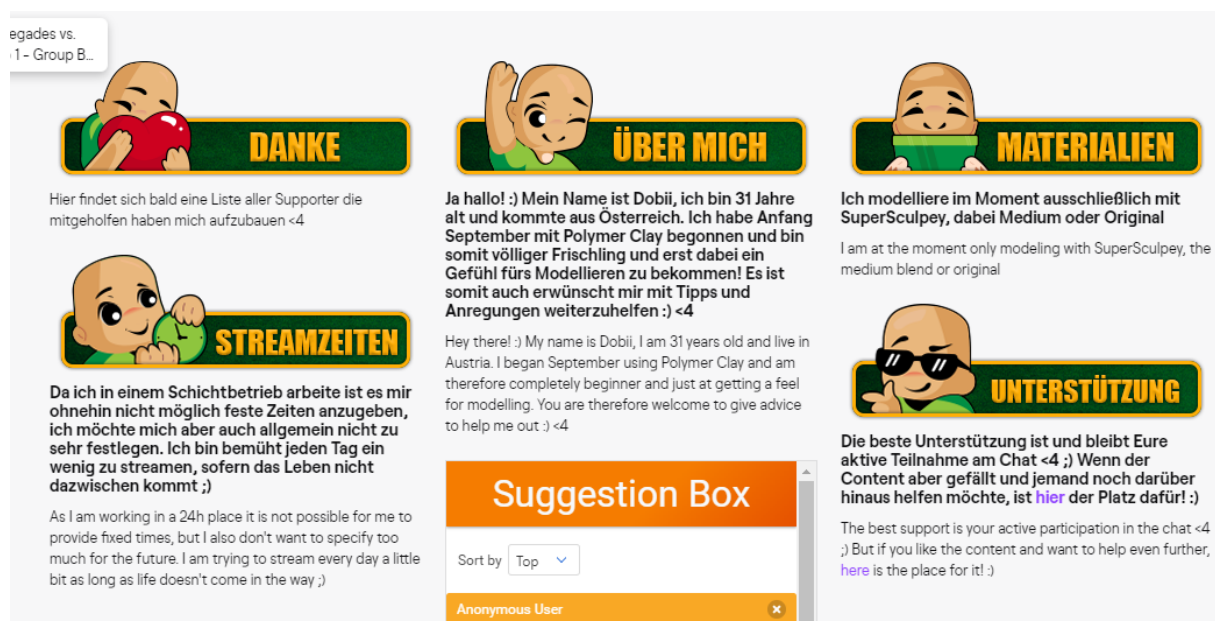 egades vs.
1 - Group B...
DANKE
Hier findet sich bald eine Liste aller Supporter die
mitgeholfen haben mich aufzubauen <4
STREAMZEITEN
Da ich in einem Schichtbetrieb arbeite ist es mir
ohnehin nicht möglich feste Zeiten anzugeben,
ich möchte mich aber auch allgemein nicht zu
sehr festlegen. Ich bin bemüht jeden Tag ein
wenig zu streamen, sofern das Leben nicht
dazwischen kommt ;)
As I am working in a 24h place it is not possible for me to
provide fixed times, but I also don't want to specify too
much for the future. I am trying to stream every day a little
bit as long as life doesn't come in the way ;)
ÜBER MICH
Ja hallo! :) Mein Name ist Dobii, ich bin 31 Jahre
alt und kommte aus Österreich. Ich habe Anfang
September mit Polymer Clay begonnen und bin
somit völliger Frischling und erst dabei ein
Gefühl fürs Modellieren zu bekommen! Es ist
somit auch erwünscht mir mit Tipps und
Anregungen weiterzuhelfen :) <4
Hey there! :) My name is Dobii, I am 31 years old and live in
Austria. I began September using Polymer Clay and am
therefore completely beginner and just at getting a feel
for modelling. You are therefore welcome to give advice
to help me out :) <4
Suggestion Box
Sort by Top
Anonymous User
MATERIALIEN
Ich modelliere im Moment ausschließlich mit
SuperSculpey, dabei Medium oder Original
I am at the moment only modeling with SuperSculpey, the
medium blend or original
UNTERSTÜTZUNG
Die beste Unterstützung ist und bleibt Eure
aktive Teilnahme am Chat <4 ;) Wenn der
Content aber gefällt und jemand noch darüber
hinaus helfen möchte, ist hier der Platz dafür! :)
The best support is your active participation in the chat <4
;) But if you like the content and want to help even further,
here is the place for it! :)